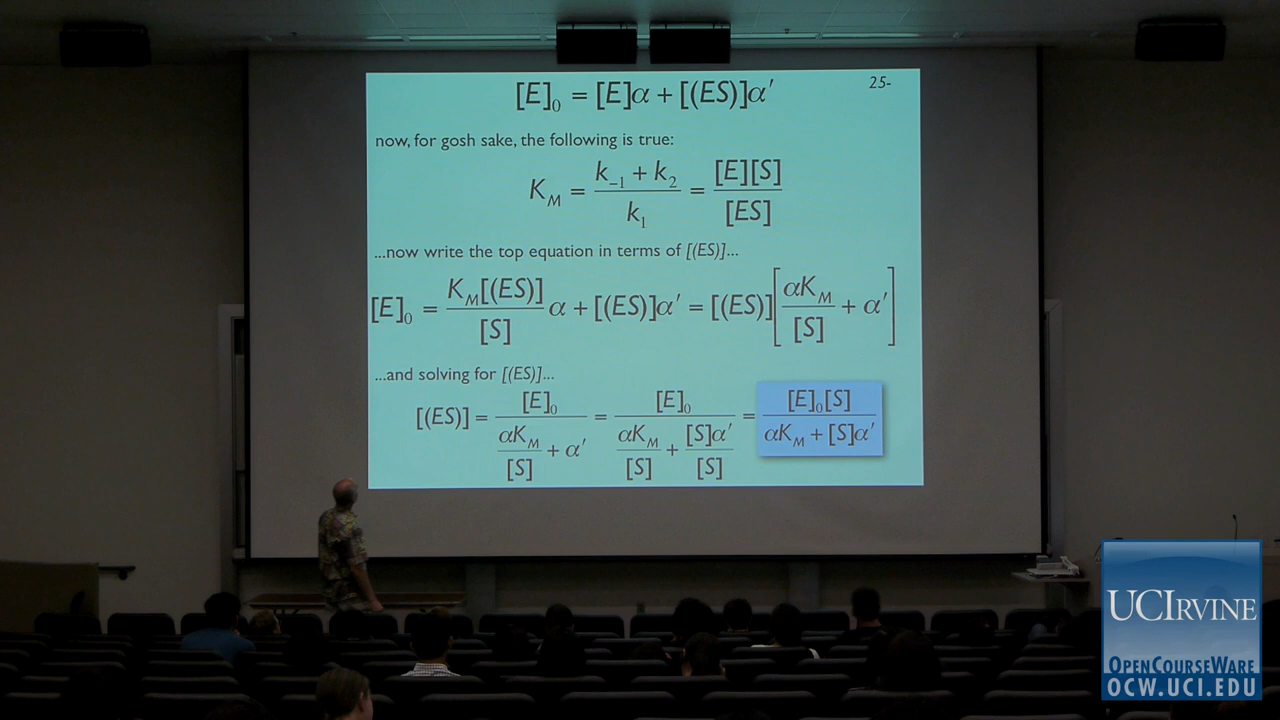 25-
[E]₀ = [E]α + [(ES)]α′
now, for gosh sake, the following is true:
K_M = (k₋₁ + k₂)/k₁ = [E][S]/[ES]
...now write the top equation in terms of [(ES)]...
[E]₀ = (K_M[(ES)]/[S])α + [(ES)]α′ = [(ES)][αK_M/[S] + α′]
...and solving for [(ES)]...
[(ES)] = [E]₀/(αK_M/[S] + α′) = [E]₀/(αK_M/[S] + [S]α′/[S]) = [E]₀[S]/(αK_M + [S]α′)
UCIRVINE
OPENCOURSEWARE
OCW.UCI.EDU